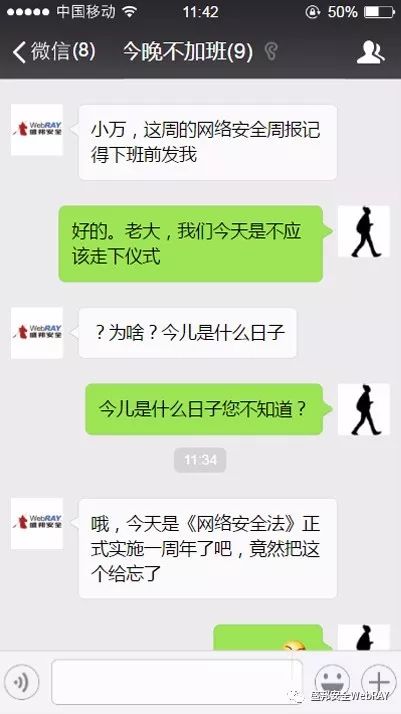 中国移动 11:42 50%
微信(8) 今晚不加班(9)
WebRAY
盛邦安全
小万，这周的网络安全周报记
得下班前发我
好的。老大，我们今天是不应
该走下仪式
WebRAY
盛邦安全
？为啥？今儿是什么日子
今儿是什么日子您不知道？
11:34
WebRAY
盛邦安全
哦，今天是《网络安全法》正
式实施一周年了吧，竟然把这
个给忘了
盛邦安全WebRAY